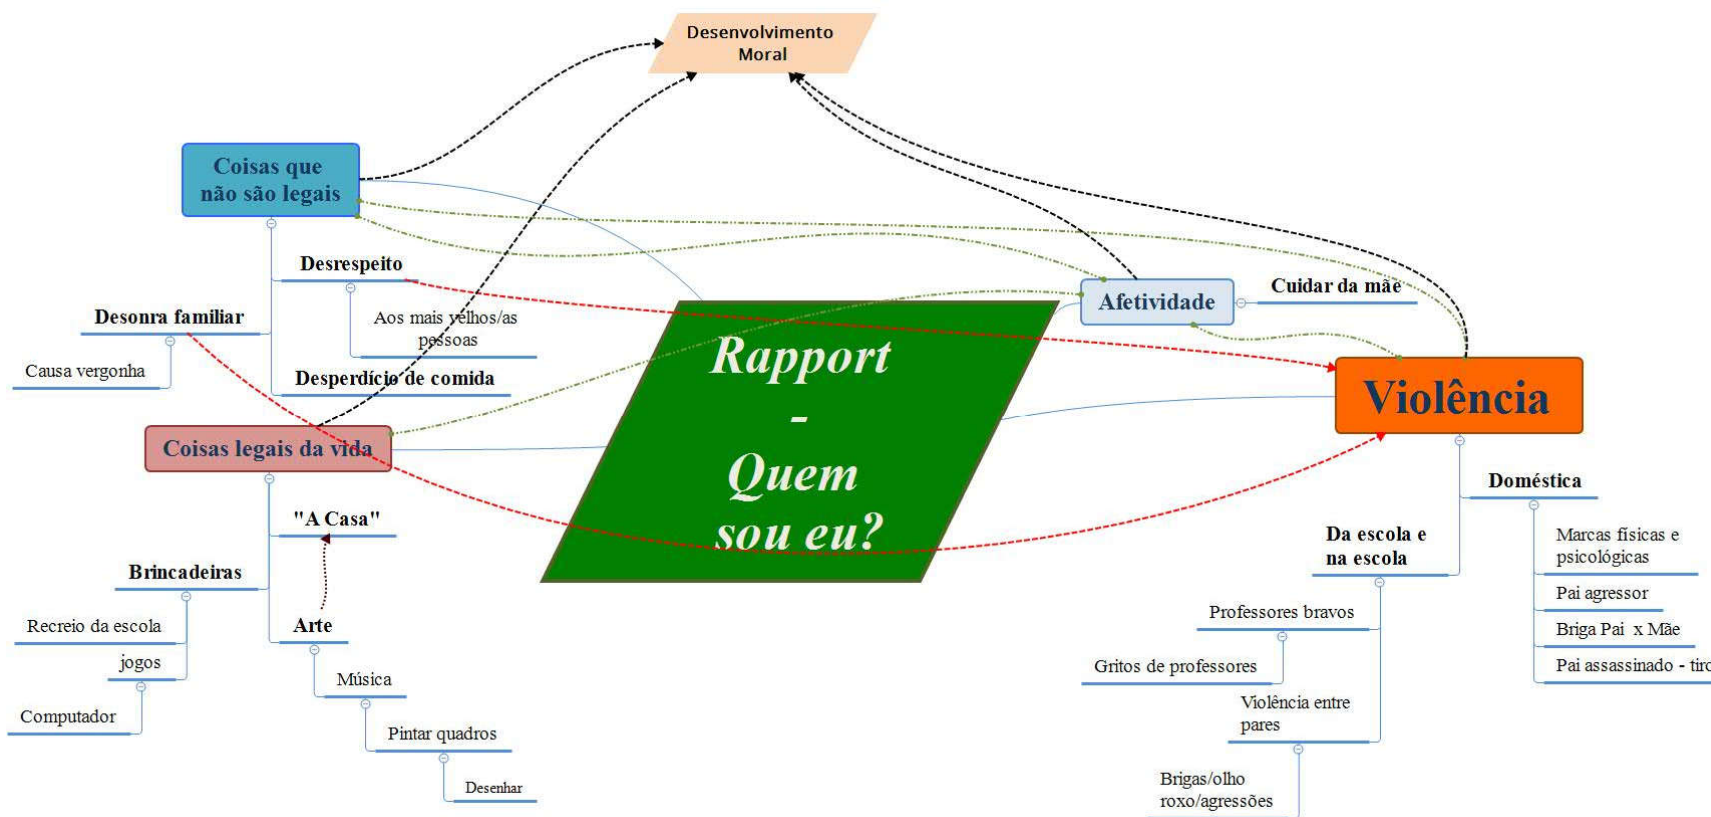 Desenvolvimento
Moral
Coisas que
não são legais
Desrespeito
Aos mais velhos/as
pessoas
Desonra familiar
Causa vergonha
Desperdício de comida
Coisas legais da vida
"A Casa"
Brincadeiras
Recreio da escola
jogos
Computador
Arte
Música
Pintar quadros
Desenhar
Rapport
-
Quem
sou eu?
Afetividade
Cuidar da mãe
Violência
Doméstica
Marcas físicas e
psicológicas
Pai agressor
Briga Pai x Mãe
Pai assassinado - tiro
Da escola e
na escola
Professores bravos
Gritos de professores
Violência entre
pares
Brigas/olho
roxo/agressões